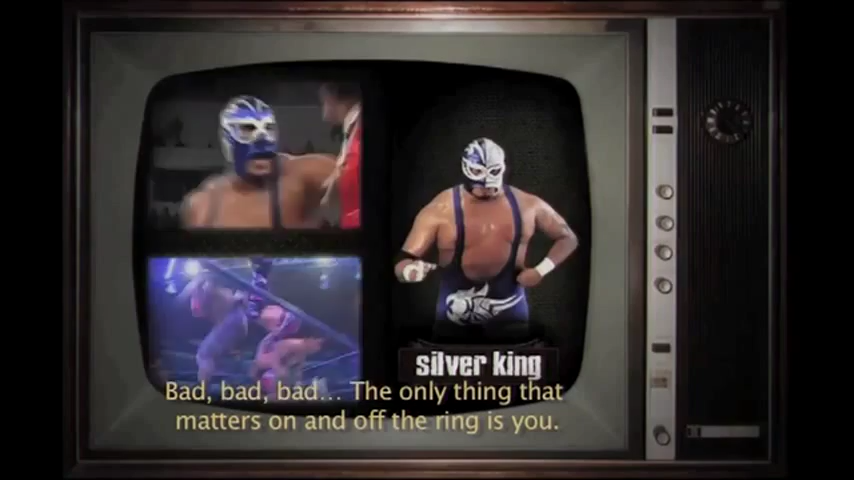 silver king
Bad, bad, bad... The only thing that
matters on and off the ring is you.